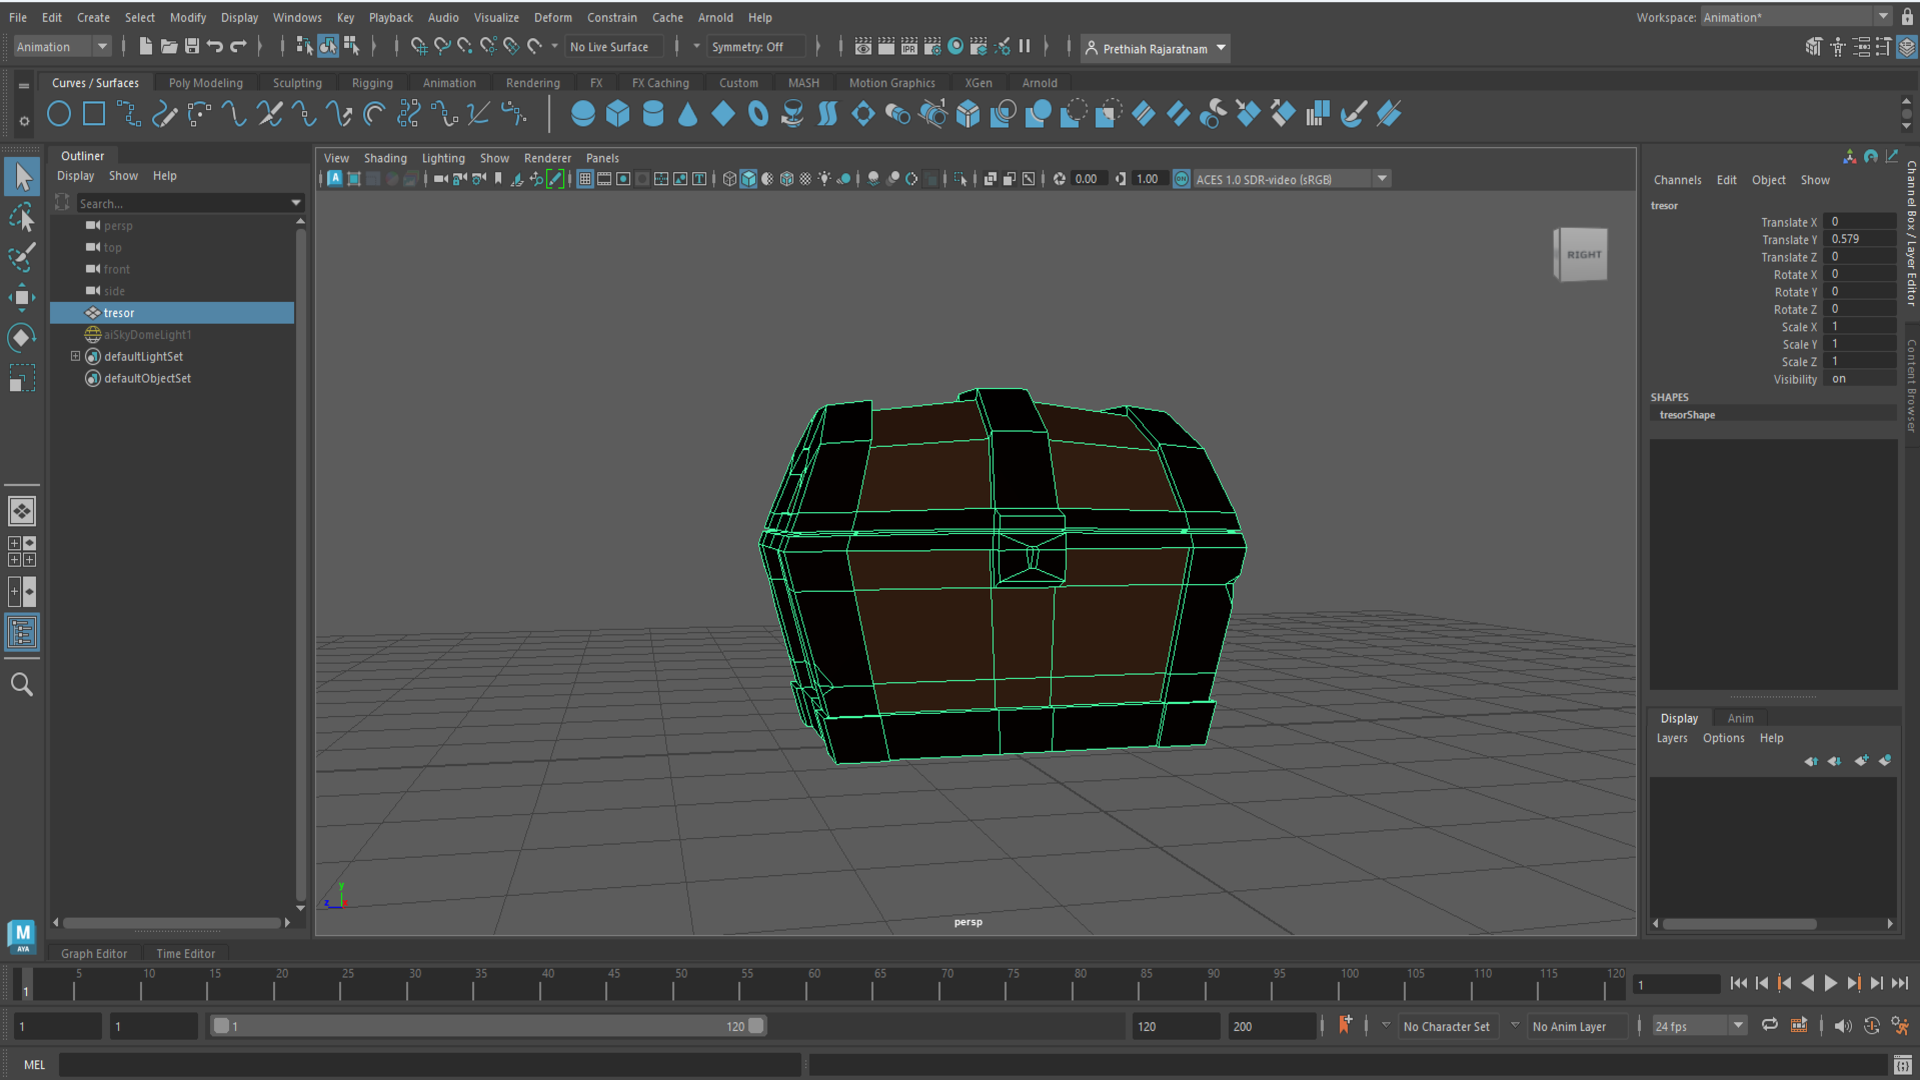 File Edit Create Select Modify Display Windows Key Playback Audio Visualize Deform Constrain Cache Arnold Help
Workspace: Animation*
Animation
No Live Surface
Symmetry: Off
IPR
Prethiah Rajaratnam
Curves / Surfaces Poly Modeling Sculpting Rigging Animation Rendering FX FX Caching Custom MASH Motion Graphics XGen Arnold
Outliner
Display Show Help
Search...
persp
top
front
side
tresor
aiSkyDomeLight1
defaultLightSet
defaultObjectSet
View Shading Lighting Show Renderer Panels
0.00
1.00
ON
ACES 1.0 SDR-video (sRGB)
RIGHT
y
z
persp
Channels Edit Object Show
tresor
Translate X 0
Translate Y 0.579
Translate Z 0
Rotate X 0
Rotate Y 0
Rotate Z 0
Scale X 1
Scale Y 1
Scale Z 1
Visibility on
SHAPES
tresorShape
Channel Box / Layer Editor
Content Browser
Display Anim
Layers Options Help
M
AYA
Graph Editor Time Editor
1 5 10 15 20 25 30 35 40 45 50 55 60 65 70 75 80 85 90 95 100 105 110 115 120
1
1 1 1 120 120 200
No Character Set
No Anim Layer
24 fps
MEL